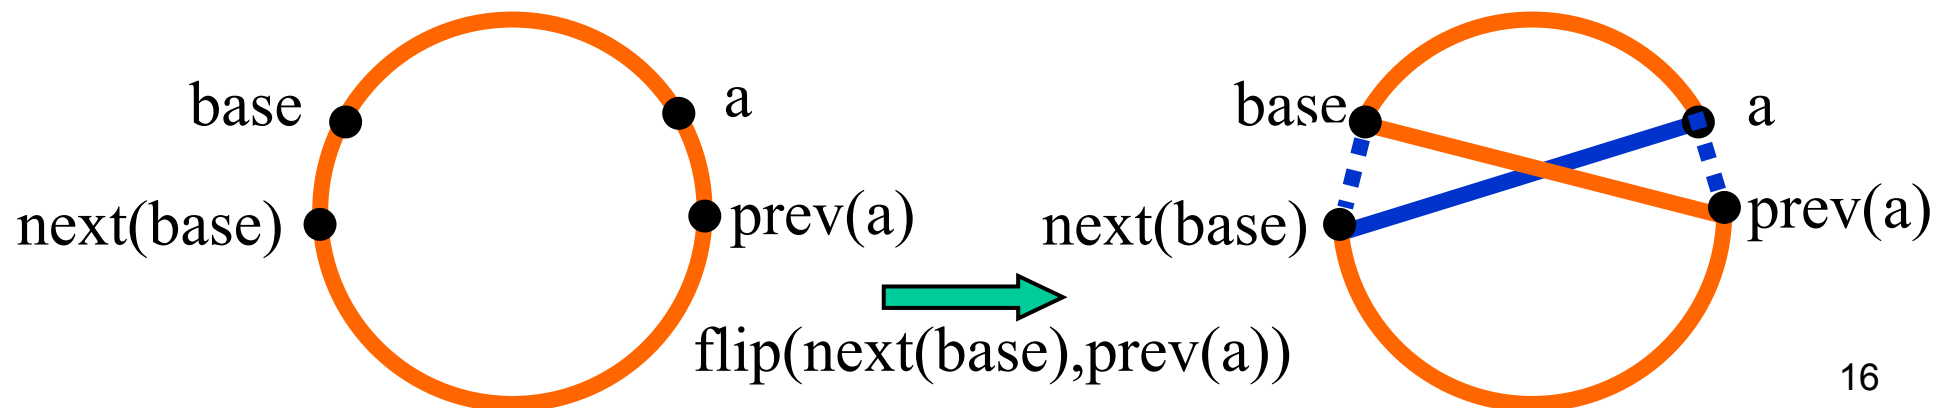 base
a
next(base)
prev(a)
flip(next(base),prev(a))
base
a
next(base)
prev(a)
16